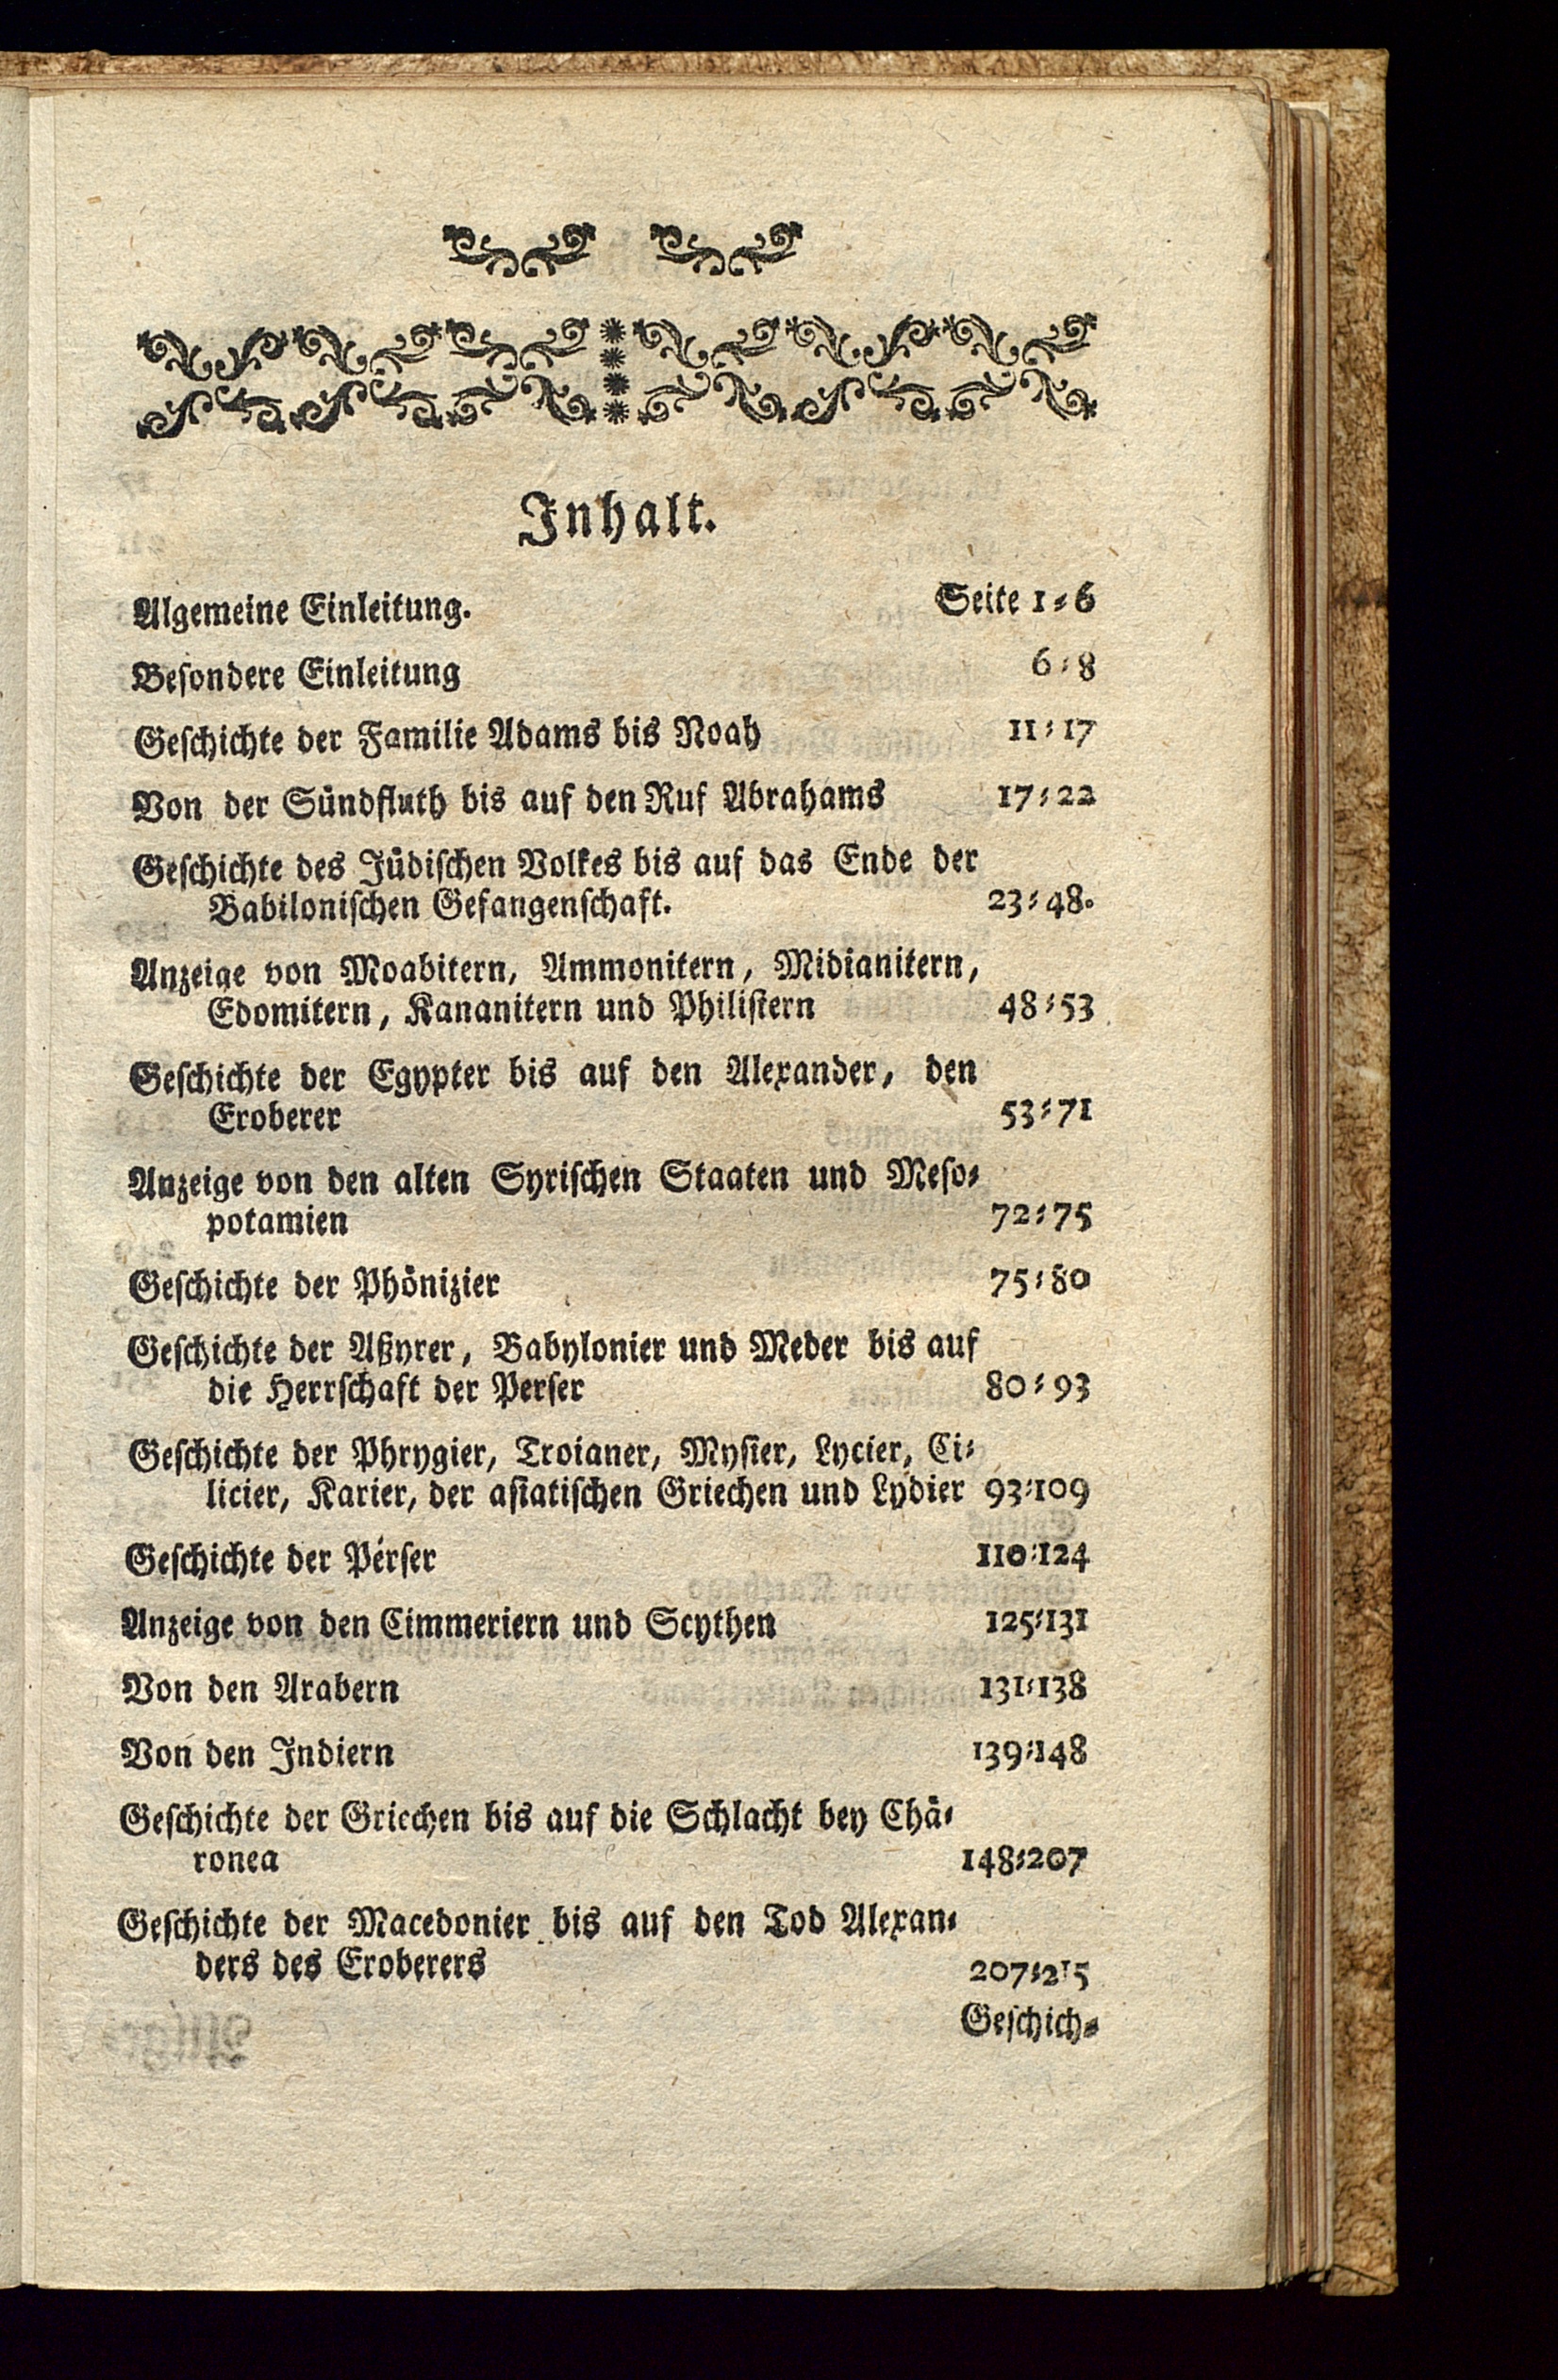 Inhalt.
Algemeine Einleitung. Seite 1⸗6
Besondere Einleitung 6⸗8
Geschichte der Familie Adams bis Noah 11⸗17
Von der Sündfluth bis auf den Ruf Abrahams 17⸗22
Geschichte des Jüdischen Volkes bis auf das Ende der
Babilonischen Gefangenschaft. 23⸗48.
Anzeige von Moabitern, Ammonitern, Midianitern,
Edomitern, Kananitern und Philistern 48⸗53
Geschichte der Egypter bis auf den Alexander, den
Eroberer 53⸗71
Anzeige von den alten Syrischen Staaten und Meso⸗
potamien 72⸗75
Geschichte der Phönizier 75⸗80
Geschichte der Aßyrer, Babylonier und Meder bis auf
die Herrschaft der Perser 80⸗93
Geschichte der Phrygier, Troianer, Mysier, Lycier, Ci⸗
licier, Karier, der asiatischen Griechen und Lydier 93⸗109
Geschichte der Perser 110⸗124
Anzeige von den Cimmeriern und Scythen 125⸗131
Von den Arabern 131⸗138
Von den Indiern 139⸗148
Geschichte der Griechen bis auf die Schlacht bey Chä⸗
ronea 148⸗207
Geschichte der Macedonier bis auf den Tod Alexan⸗
ders des Eroberers 207⸗215
Geschich⸗